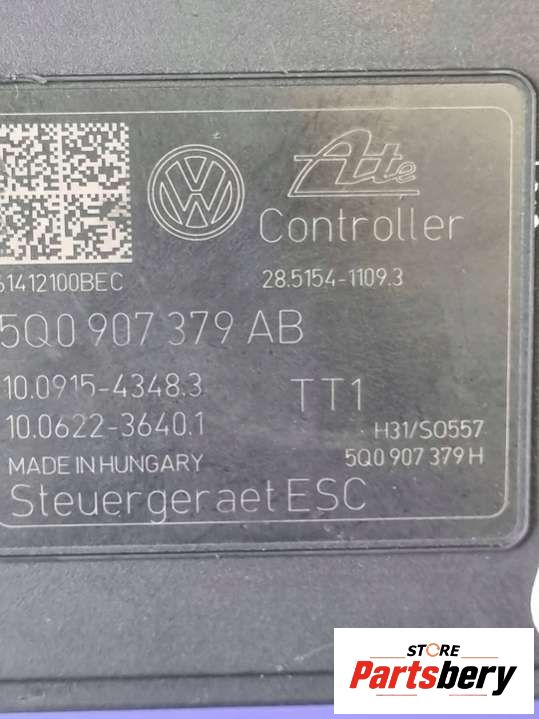 Ate
Controller
61412100BEC
28.5154-1109.3
5Q0 907 379 AB
10.0915-4348.3
TT1
10.0622-3640.1
H31/SO557
MADE IN HUNGARY
5Q0 907 379 H
Steuergeraet ESC
STORE
Partsbery